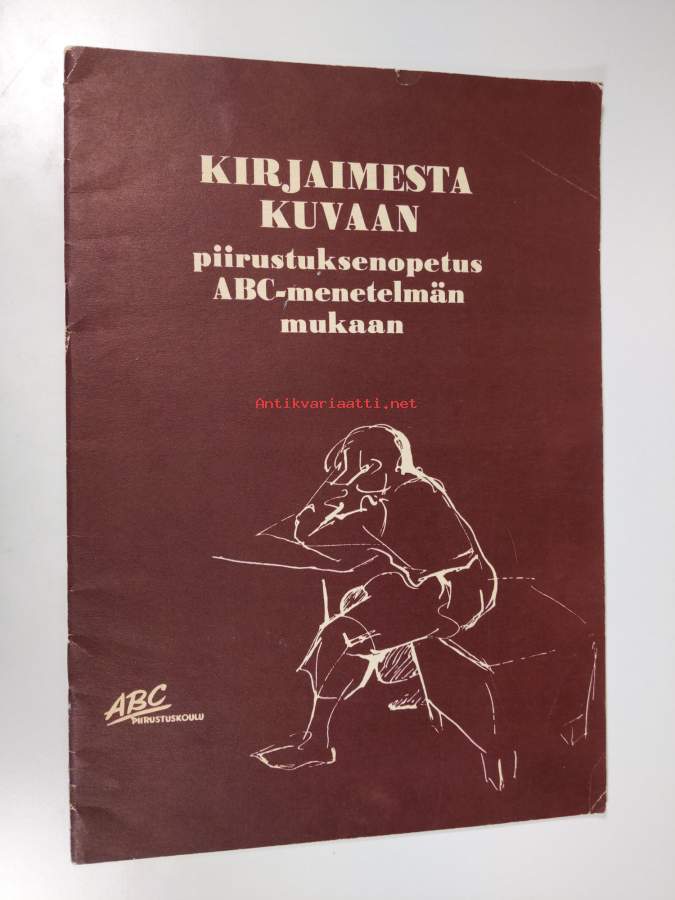 KIRJAIMESTA
KUVAAN
piirustuksenopetus
ABC-menetelmän
mukaan
Antikvariaatti.net
ABC
PIIRUSTUSKOULU